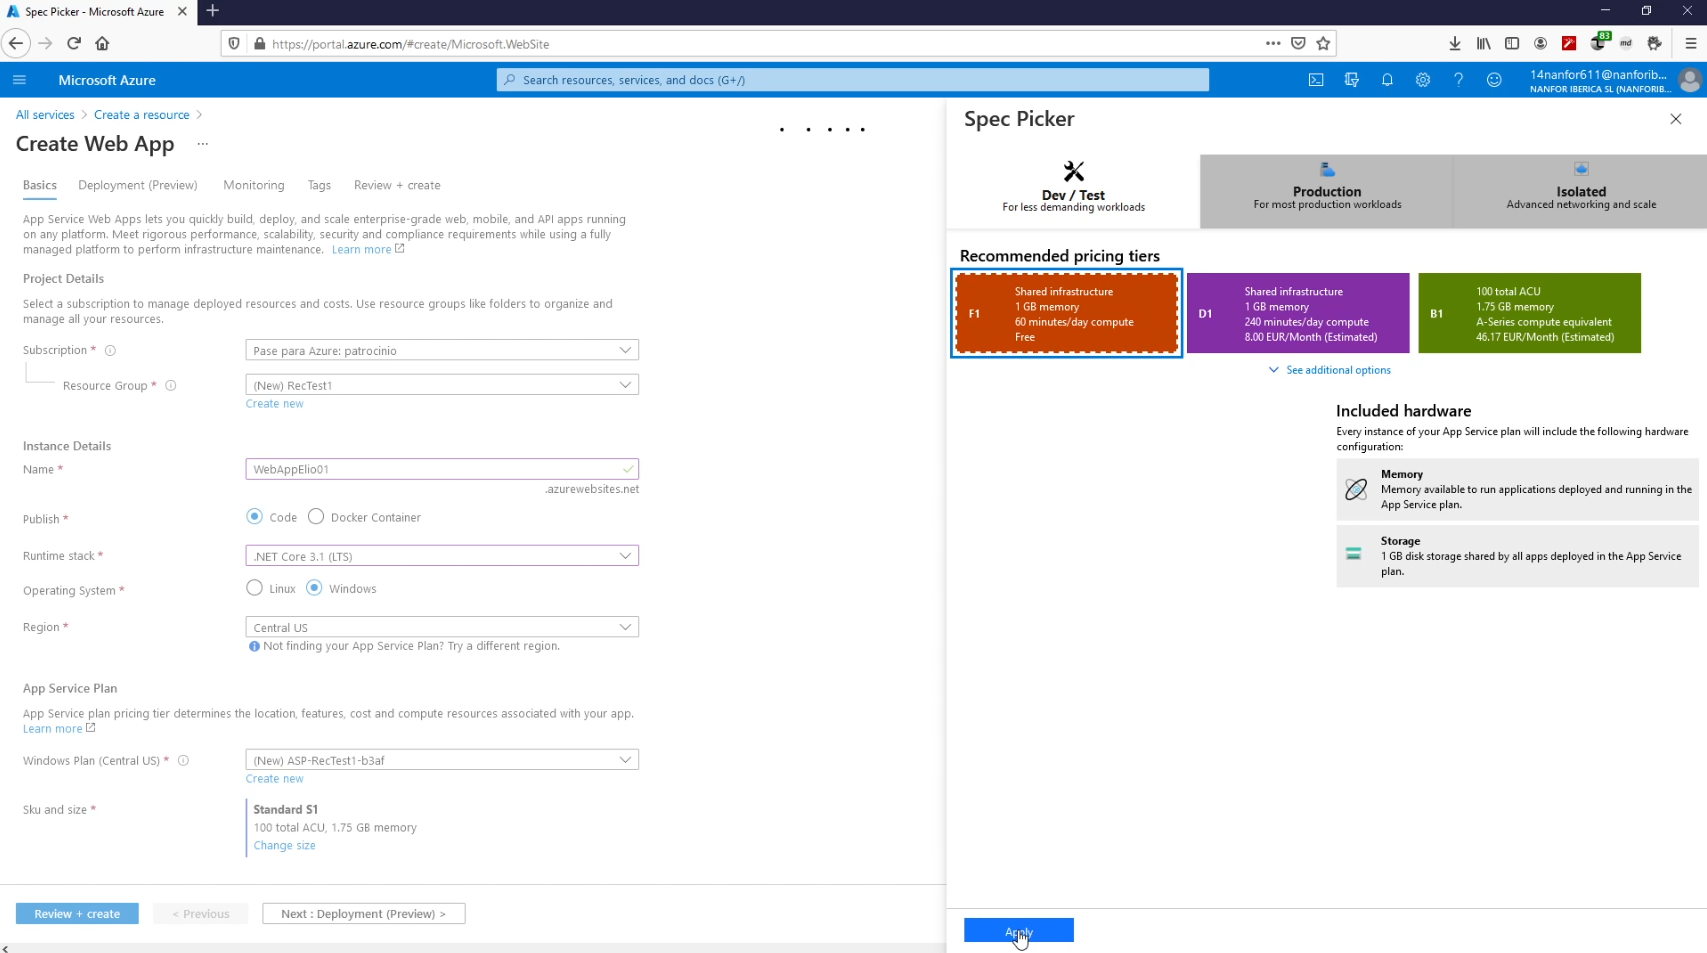 Spec Picker - Microsoft Azure
https://portal.azure.com/#create/Microsoft.WebSite
83
md
Microsoft Azure
Search resources, services, and docs (G+/)
14nanfor611@nanforib...
NANFOR IBERICA SL (NANFORIB...
All services > Create a resource >
Create Web App ...
Basics Deployment (Preview) Monitoring Tags Review + create
App Service Web Apps lets you quickly build, deploy, and scale enterprise-grade web, mobile, and API apps running
on any platform. Meet rigorous performance, scalability, security and compliance requirements while using a fully
managed platform to perform infrastructure maintenance. Learn more
Project Details
Select a subscription to manage deployed resources and costs. Use resource groups like folders to organize and
manage all your resources.
Subscription *
Pase para Azure: patrocinio
Resource Group *
(New) RecTest1
Create new
Instance Details
Name *
WebAppElio01
.azurewebsites.net
Publish *
Code Docker Container
Runtime stack *
.NET Core 3.1 (LTS)
Operating System *
Linux Windows
Region *
Central US
Not finding your App Service Plan? Try a different region.
App Service Plan
App Service plan pricing tier determines the location, features, cost and compute resources associated with your app.
Learn more
Windows Plan (Central US) *
(New) ASP-RecTest1-b3af
Create new
Sku and size *
Standard S1
100 total ACU, 1.75 GB memory
Change size
Review + create
< Previous
Next : Deployment (Preview) >
Spec Picker
Dev / Test
For less demanding workloads
Production
For most production workloads
Isolated
Advanced networking and scale
Recommended pricing tiers
F1
Shared infrastructure
1 GB memory
60 minutes/day compute
Free
D1
Shared infrastructure
1 GB memory
240 minutes/day compute
8.00 EUR/Month (Estimated)
B1
100 total ACU
1.75 GB memory
A-Series compute equivalent
46.17 EUR/Month (Estimated)
See additional options
Included hardware
Every instance of your App Service plan will include the following hardware
configuration:
Memory
Memory available to run applications deployed and running in the
App Service plan.
Storage
1 GB disk storage shared by all apps deployed in the App Service
plan.
Apply